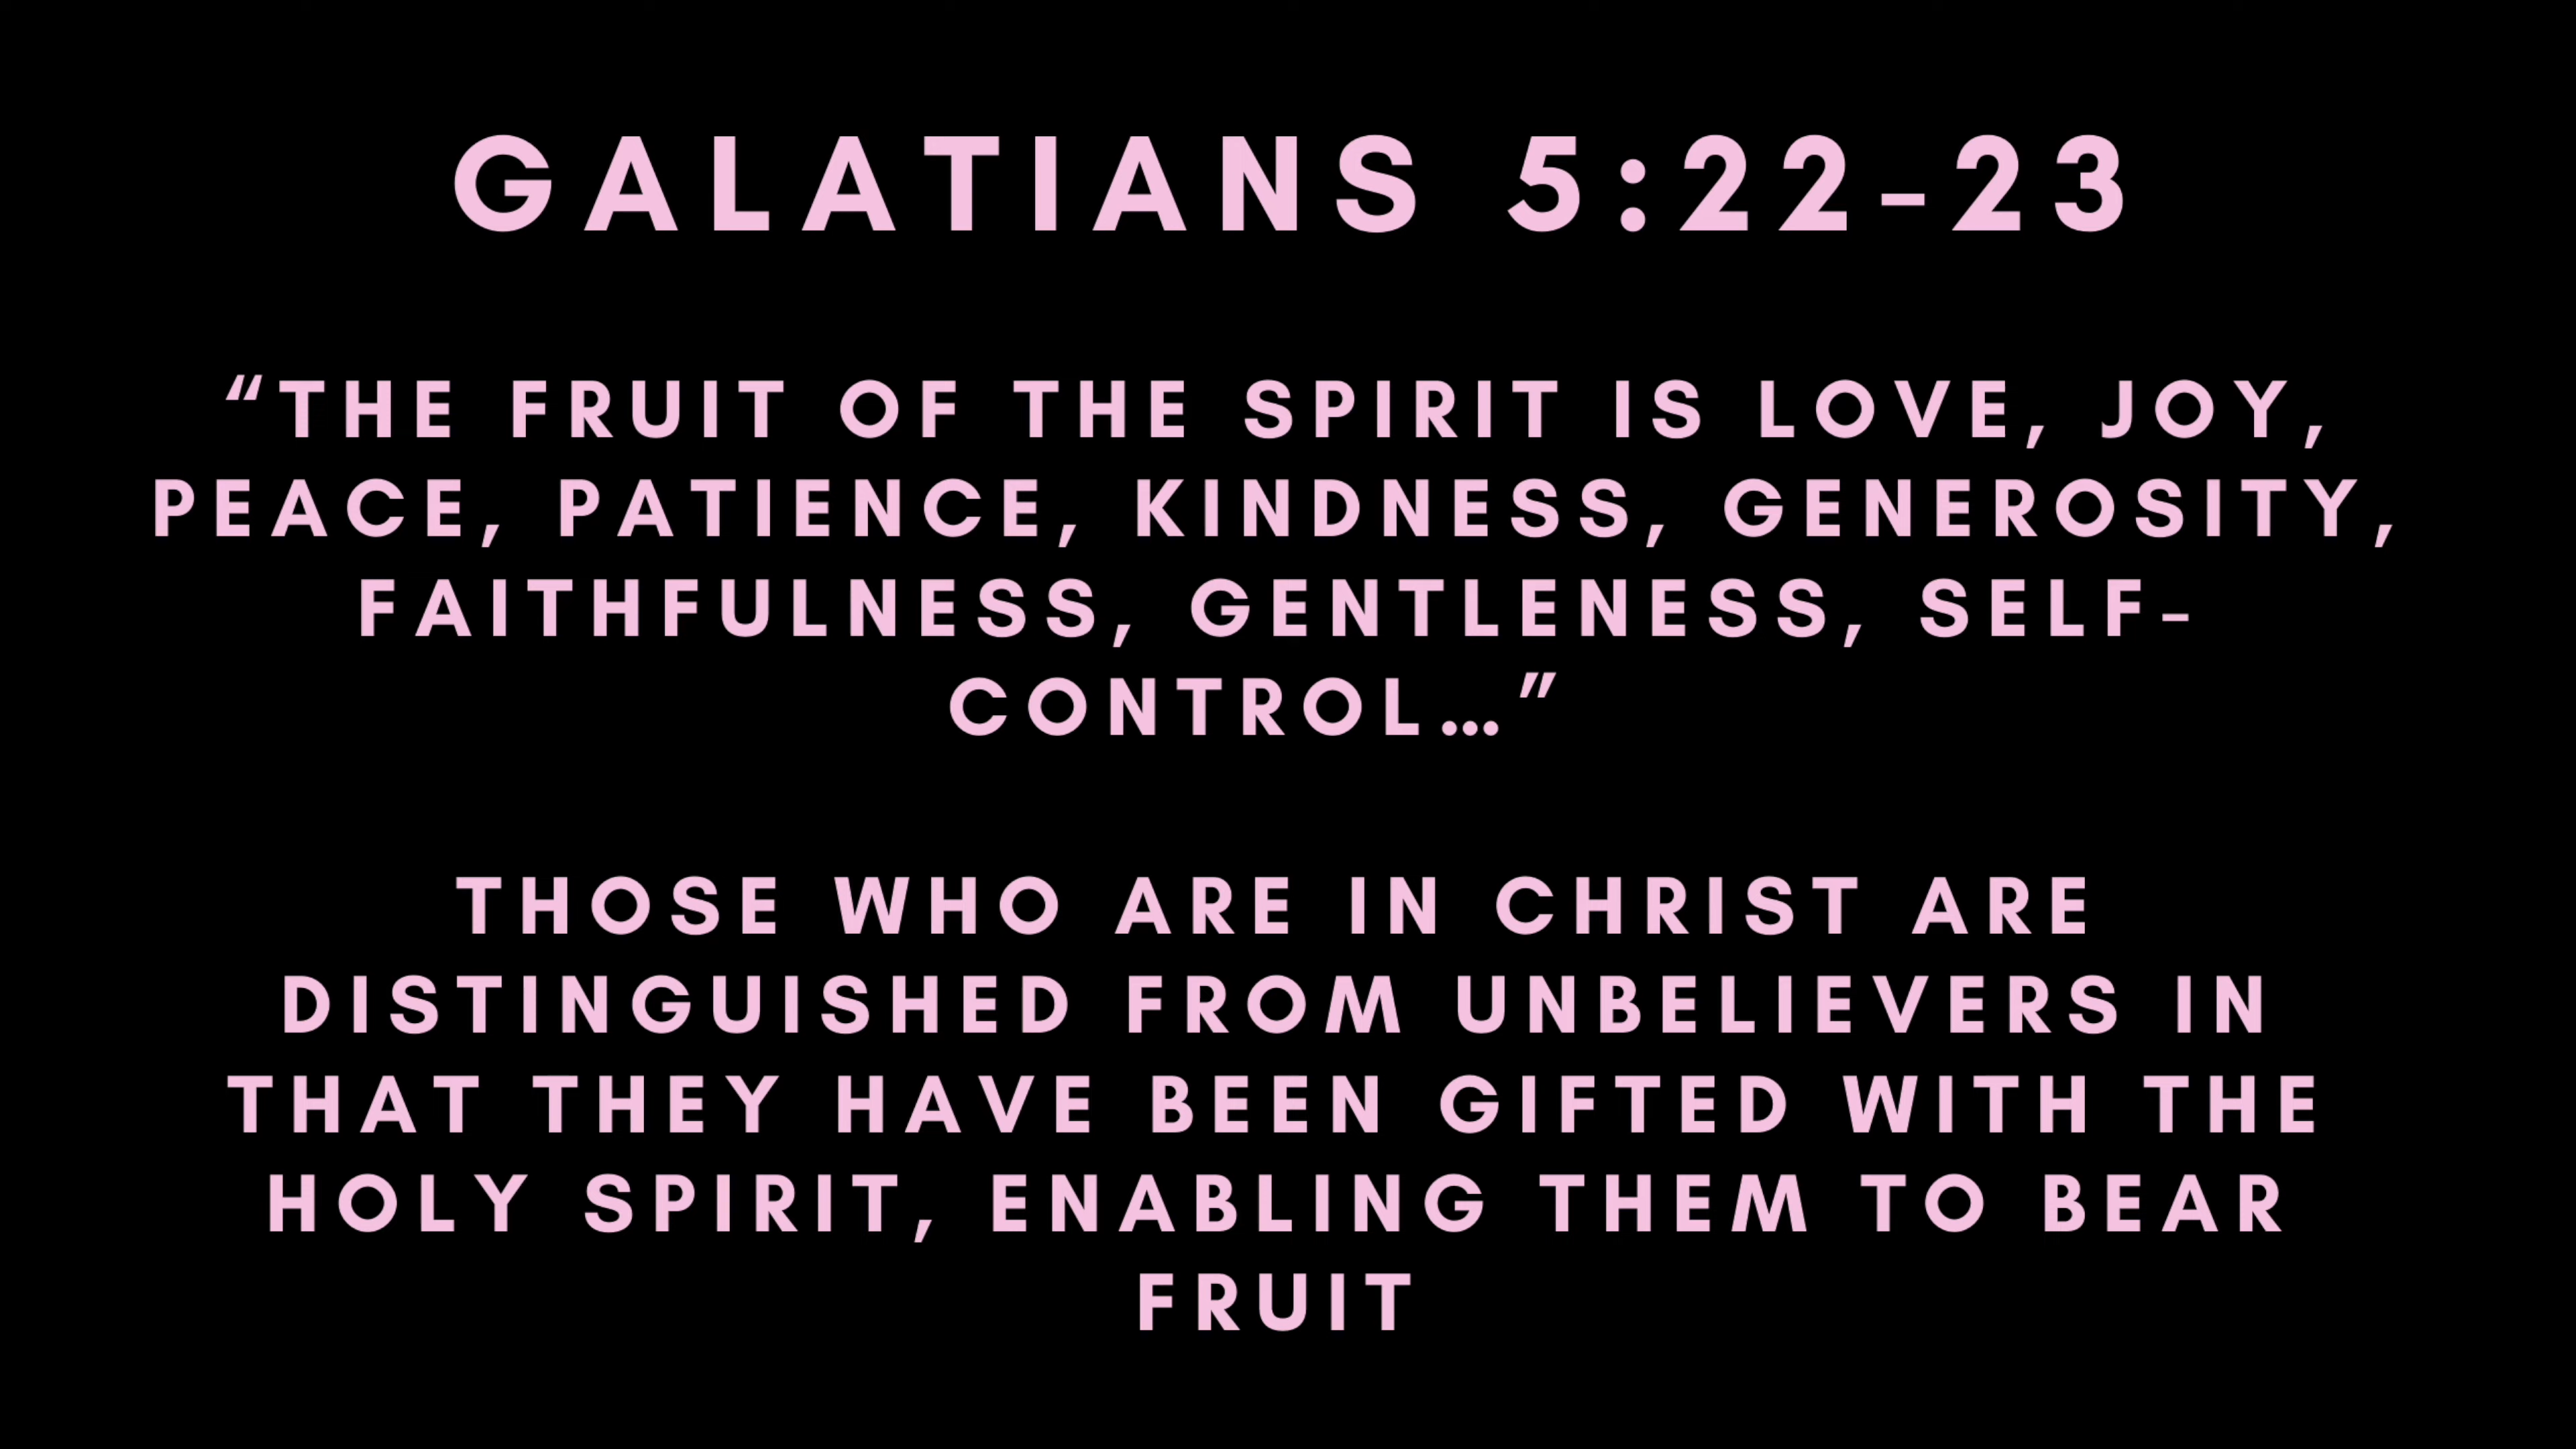 GALATIANS 5:22-23
“THE FRUIT OF THE SPIRIT IS LOVE, JOY,
PEACE, PATIENCE, KINDNESS, GENEROSITY,
FAITHFULNESS, GENTLENESS, SELF-
CONTROL…”
THOSE WHO ARE IN CHRIST ARE
DISTINGUISHED FROM UNBELIEVERS IN
THAT THEY HAVE BEEN GIFTED WITH THE
HOLY SPIRIT, ENABLING THEM TO BEAR
FRUIT